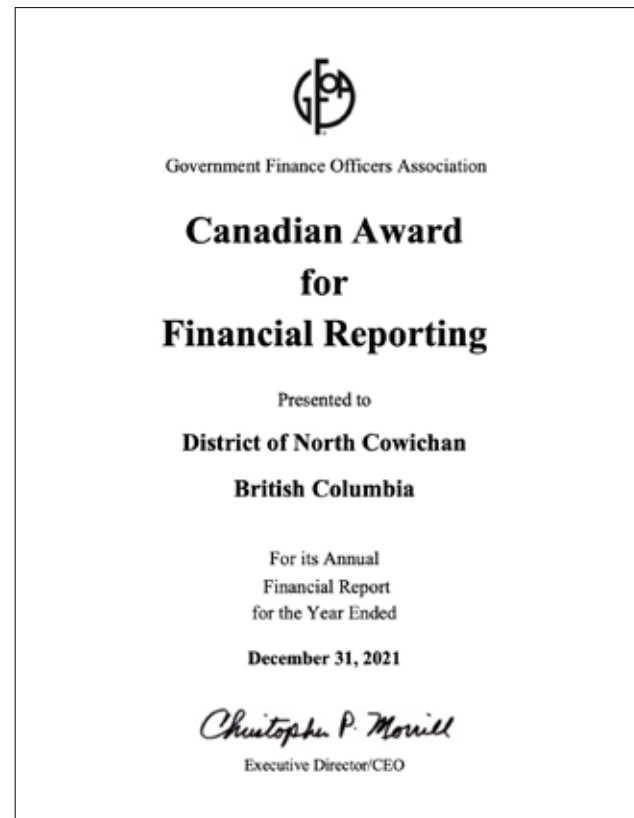 GFOA
Government Finance Officers Association
Canadian Award
for
Financial Reporting
Presented to
District of North Cowichan
British Columbia
For its Annual
Financial Report
for the Year Ended
December 31, 2021
Christopher P. Morrill
Executive Director/CEO